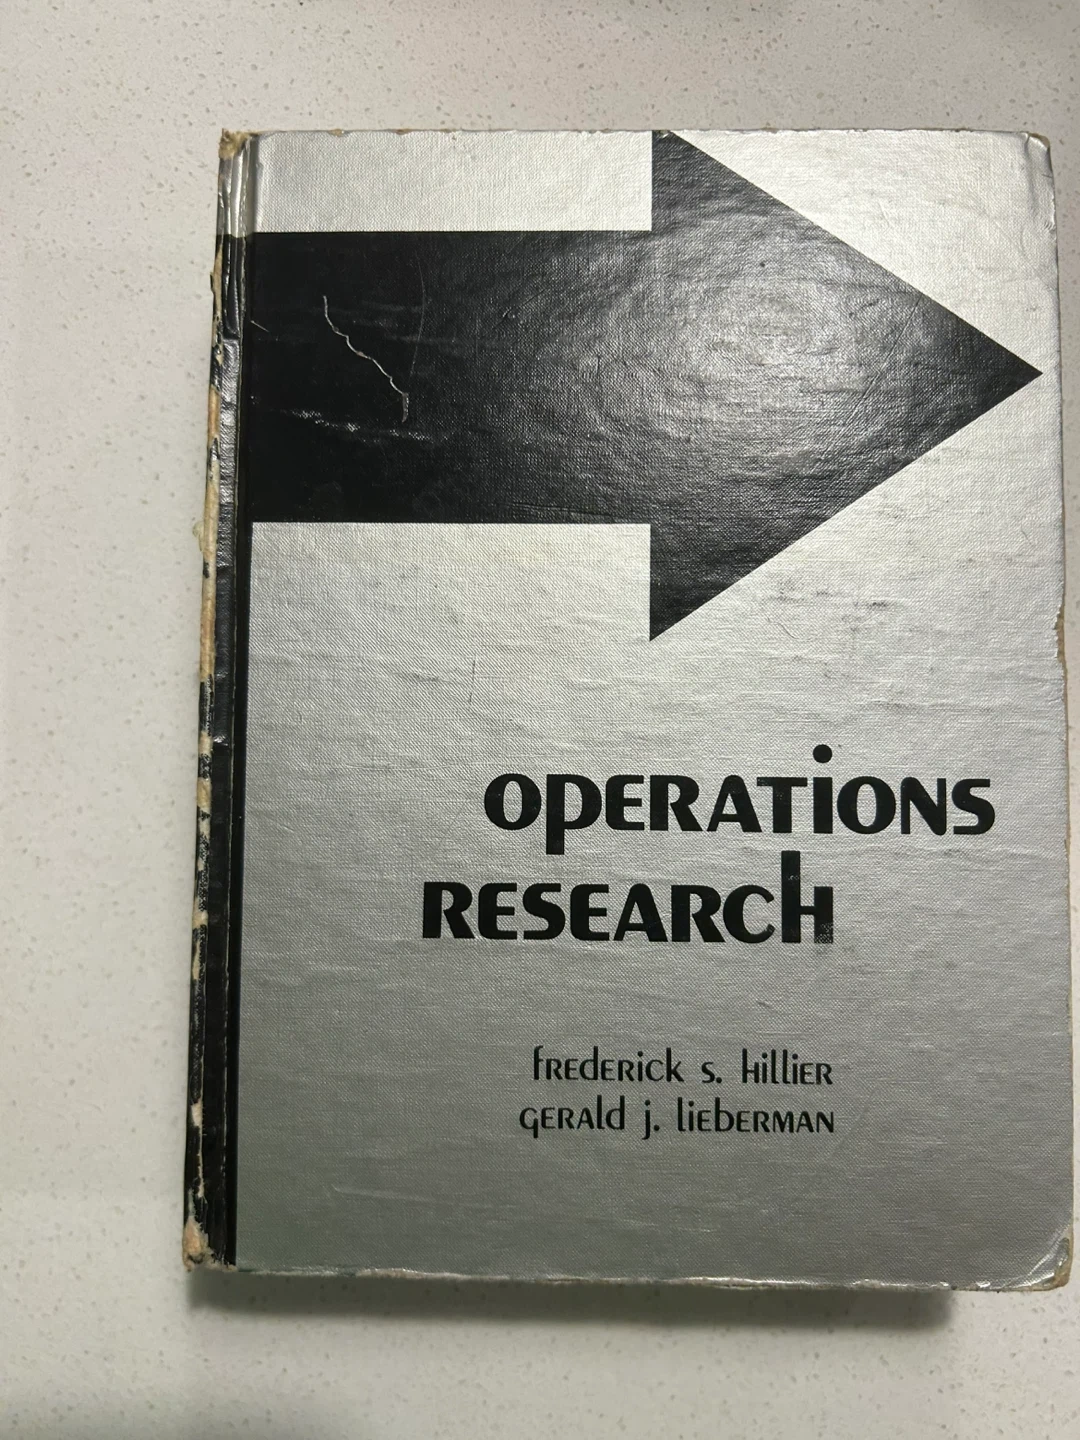 OPERATIONS
RESEARCH
FREDERICK S. HILLIER
GERALD J. LIEBERMAN